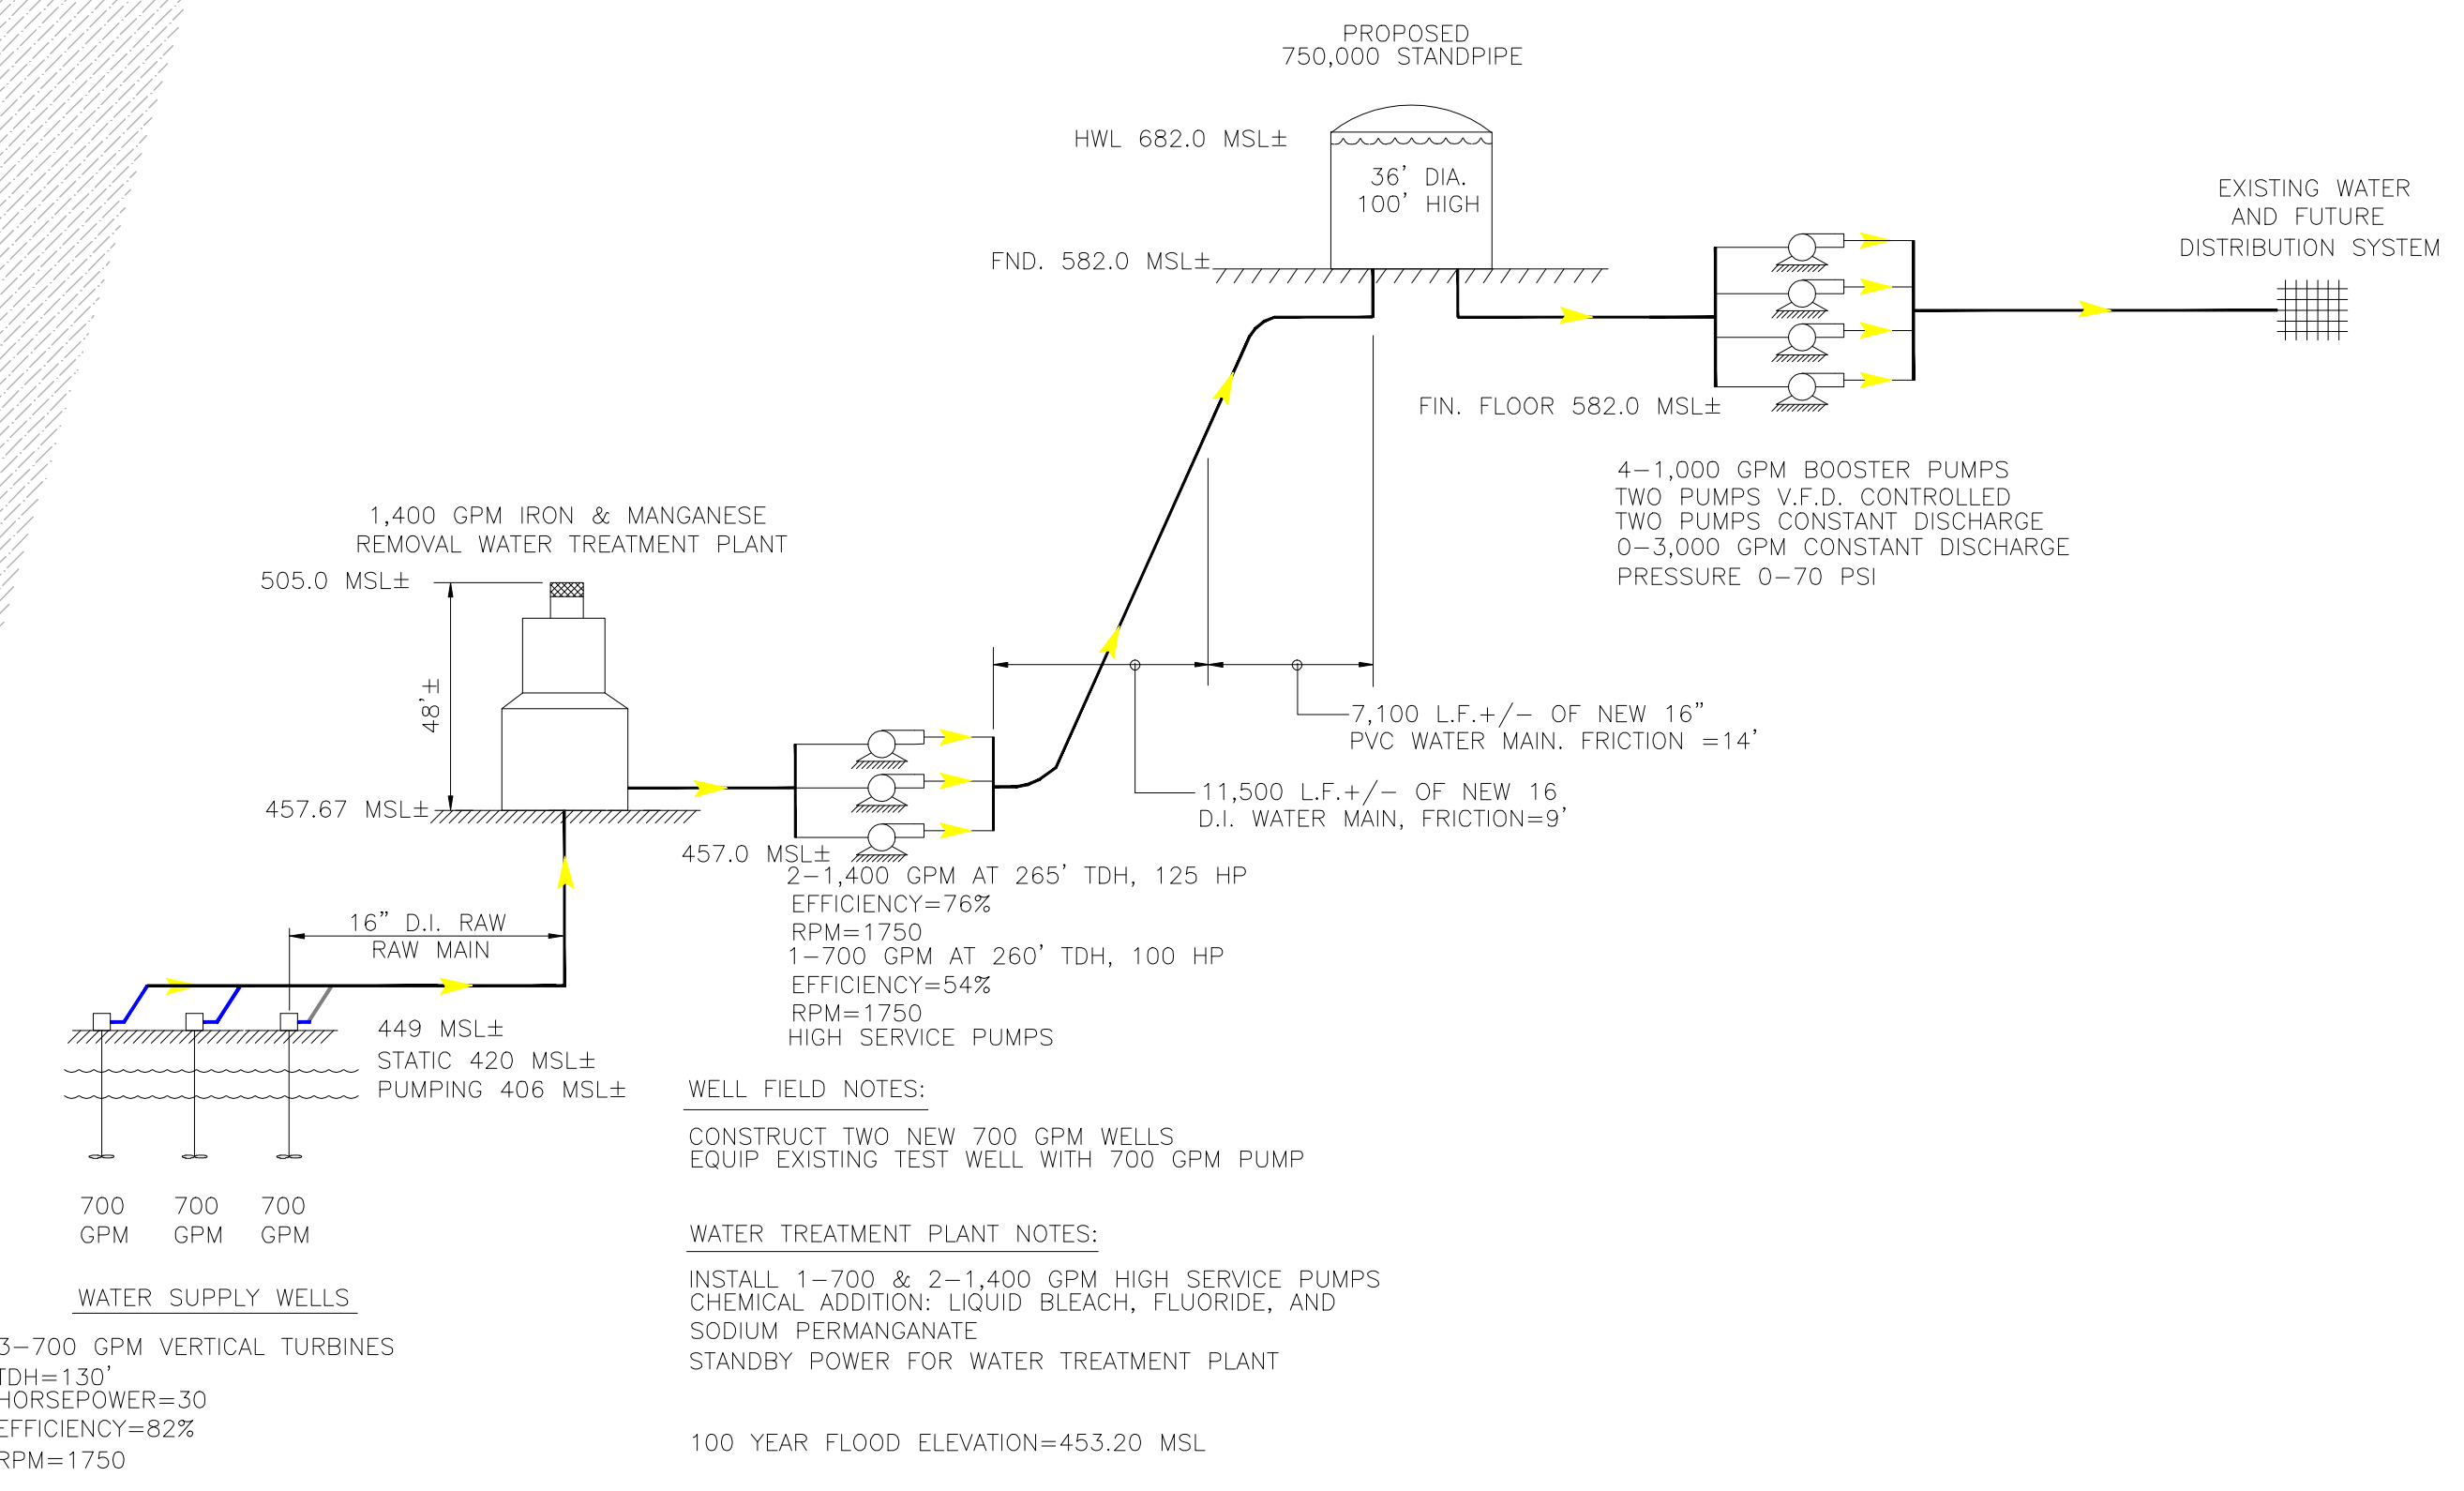 PROPOSED
750,000 STANDPIPE
HWL 682.0 MSL±
36' DIA.
100' HIGH
FND. 582.0 MSL±
EXISTING WATER
AND FUTURE
DISTRIBUTION SYSTEM
FIN. FLOOR 582.0 MSL±
4-1,000 GPM BOOSTER PUMPS
TWO PUMPS V.F.D. CONTROLLED
TWO PUMPS CONSTANT DISCHARGE
0-3,000 GPM CONSTANT DISCHARGE
PRESSURE 0-70 PSI
1,400 GPM IRON & MANGANESE
REMOVAL WATER TREATMENT PLANT
505.0 MSL±
48'±
457.67 MSL±
7,100 L.F.+/- OF NEW 16"
PVC WATER MAIN. FRICTION =14'
11,500 L.F.+/- OF NEW 16
D.I. WATER MAIN, FRICTION=9'
457.0 MSL±
2-1,400 GPM AT 265' TDH, 125 HP
EFFICIENCY=76%
RPM=1750
1-700 GPM AT 260' TDH, 100 HP
EFFICIENCY=54%
RPM=1750
HIGH SERVICE PUMPS
16" D.I. RAW
RAW MAIN
449 MSL±
STATIC 420 MSL±
PUMPING 406 MSL±
WELL FIELD NOTES:
CONSTRUCT TWO NEW 700 GPM WELLS
EQUIP EXISTING TEST WELL WITH 700 GPM PUMP
700 700 700
GPM GPM GPM
WATER TREATMENT PLANT NOTES:
INSTALL 1-700 & 2-1,400 GPM HIGH SERVICE PUMPS
CHEMICAL ADDITION: LIQUID BLEACH, FLUORIDE, AND
SODIUM PERMANGANATE
STANDBY POWER FOR WATER TREATMENT PLANT
100 YEAR FLOOD ELEVATION=453.20 MSL
WATER SUPPLY WELLS
3-700 GPM VERTICAL TURBINES
TDH=130'
HORSEPOWER=30
EFFICIENCY=82%
RPM=1750